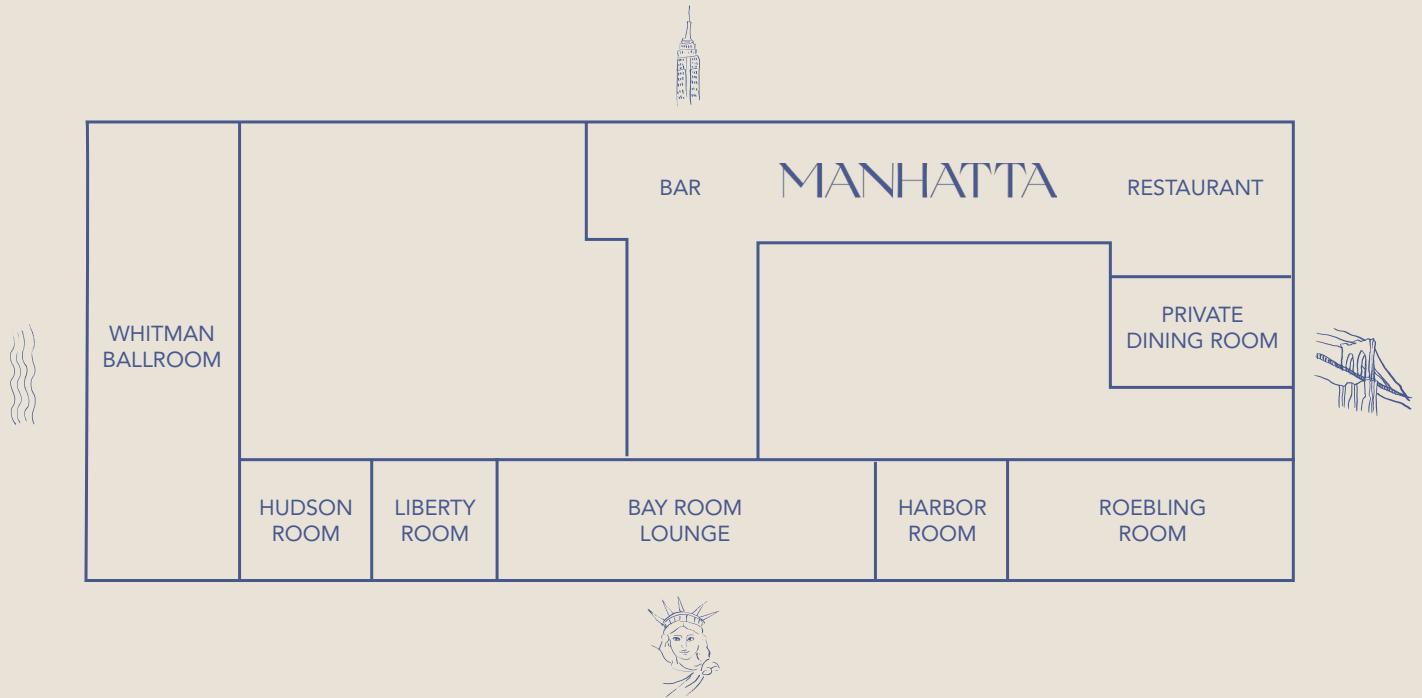 BAR
MANHATTA
RESTAURANT
PRIVATE
DINING ROOM
WHITMAN
BALLROOM
HUDSON
ROOM
LIBERTY
ROOM
BAY ROOM
LOUNGE
HARBOR
ROOM
ROEBLING
ROOM